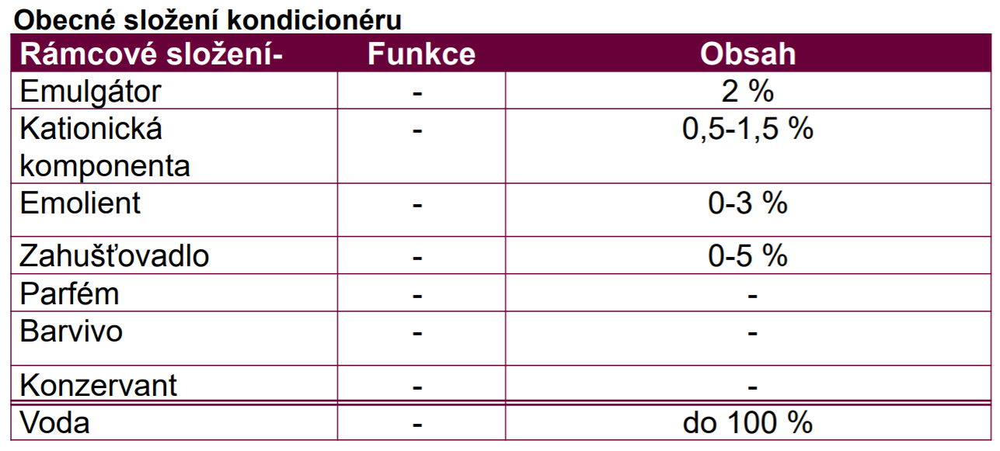 Obecné složení kondicionéru
Rámcové složení- Funkce Obsah
Emulgátor - 2 %
Kationická - 0,5-1,5 %
komponenta
Emolient - 0-3 %
Zahušťovadlo - 0-5 %
Parfém - -
Barvivo - -
Konzervant - -
Voda - do 100 %